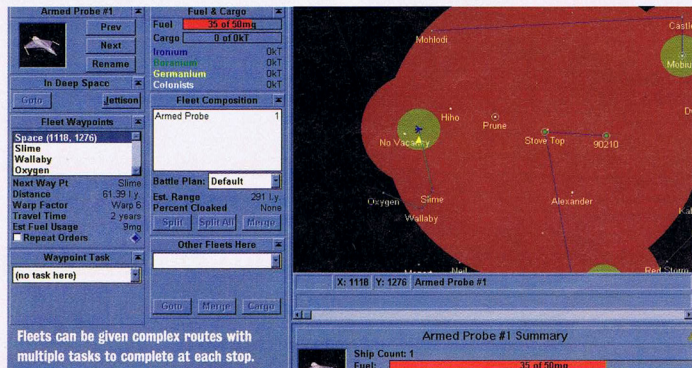 Armed Probe #1
Prev
Next
Rename
In Deep Space
Goto
Jettison
Fleet Waypoints
Space (1118, 1276)
Slime
Wallaby
Oxygen
Next Way Pt Slime
Distance 61.39 l.y.
Warp Factor Warp 6
Travel Time 2 years
Est Fuel Usage 9mg
Repeat Orders
Waypoint Task
(no task here)
Fuel & Cargo
Fuel 35 of 50mg
Cargo 0 of 0kT
Ironium 0kT
Boranium 0kT
Germanium 0kT
Colonists 0kT
Fleet Composition
Armed Probe 1
Battle Plan: Default
Est. Range 291 l.y.
Percent Cloaked None
Split
Split All
Merge
Other Fleets Here
Goto
Merge
Cargo
Mohlodi
Castle
Mobius
Hiho
Prune
No Vacancy
Stove Top
90210
Oxygen
Slime
Alexander
Wallaby
Neil
Red Storm
X: 1118 Y: 1276 Armed Probe #1
Armed Probe #1 Summary
Ship Count: 1
Fuel: 35 of 50mg
Fleets can be given complex routes with
multiple tasks to complete at each stop.